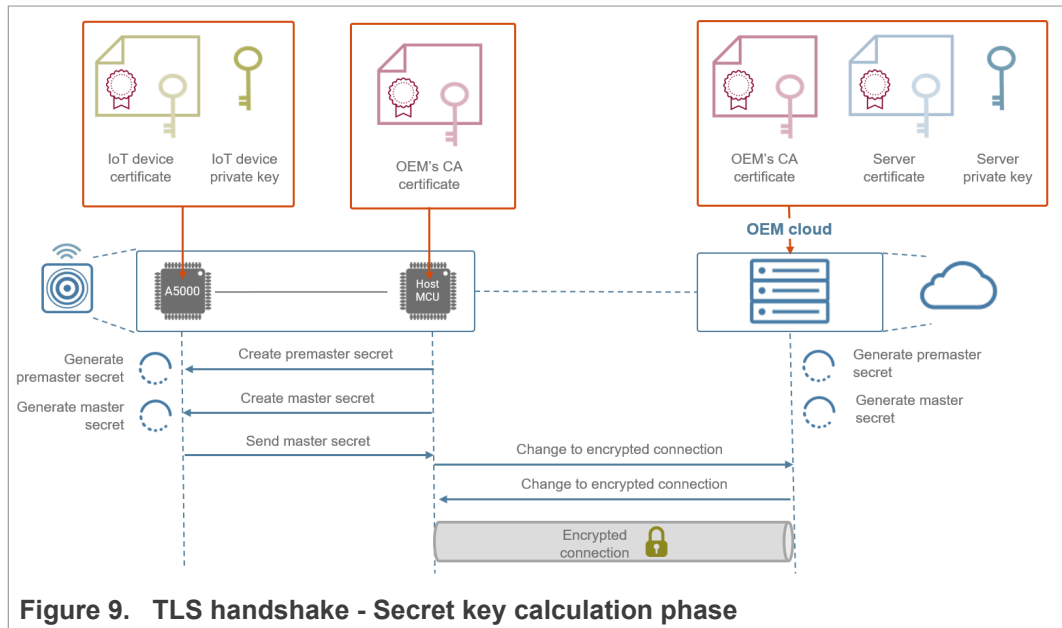 IoT device
certificate
IoT device
private key
OEM's CA
certificate
OEM's CA
certificate
Server
certificate
Server
private key
OEM cloud
A5000
Host
MCU
Generate
premaster secret
Create premaster secret
Generate premaster
secret
Generate master
secret
Create master secret
Generate master
secret
Send master secret
Change to encrypted connection
Change to encrypted connection
Encrypted
connection
Figure 9. TLS handshake - Secret key calculation phase